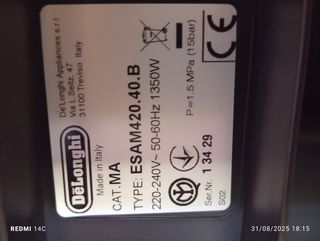 De'Longhi Appliances s.r.l
Via L. Seitz, 47
31100 Treviso Italy
DeLonghi
Made in Italy
CAT. MA
TYPE: ESAM420.40.B
220-240V~ 50-60Hz 1350W
P=1.5 MPa (15bar)
CE
Ser.Nr. 1 34 29
S02
REDMI 14C
31/08/2025 18:15